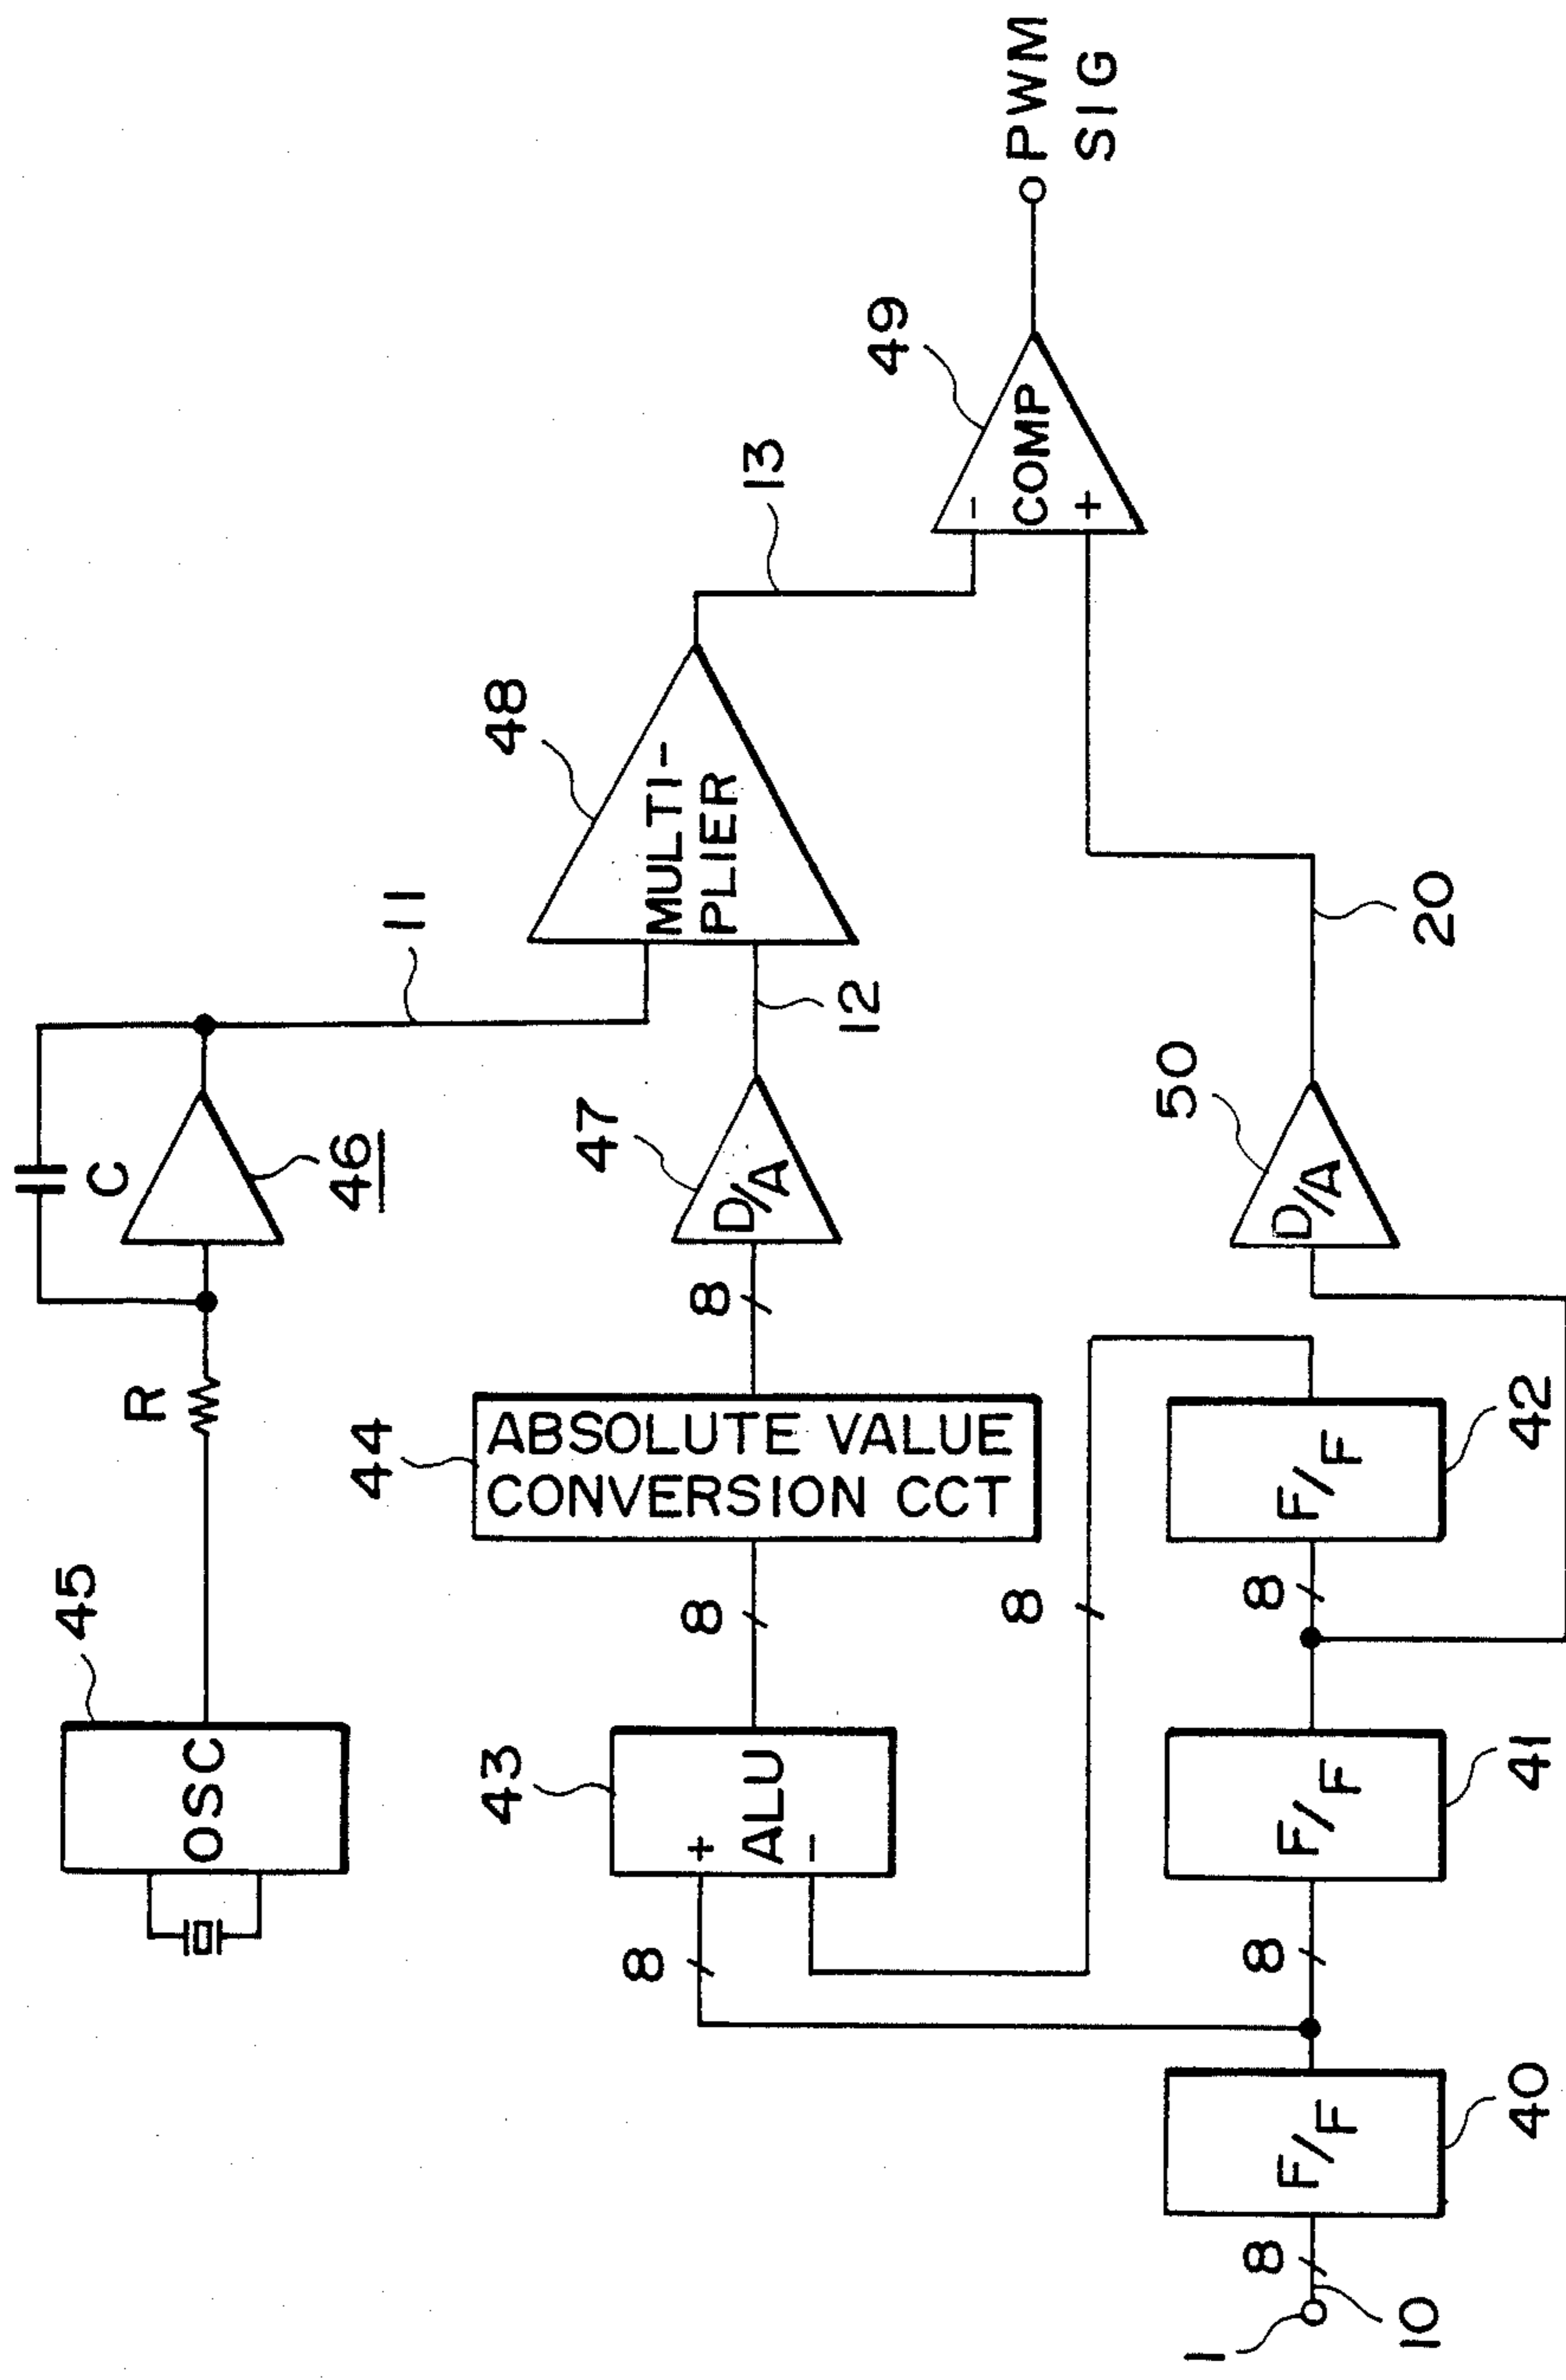 45
OSC
R
C
46
11
44
ABSOLUTE VALUE
CONVERSION CCT
43
+
ALU
−
8
8
8
47
D/A
12
48
MULTI-
PLIER
13
49
−
COMP
+
PWM
SIG
8
1
10
8
F/F
40
8
F/F
41
8
F/F
42
50
D/A
20